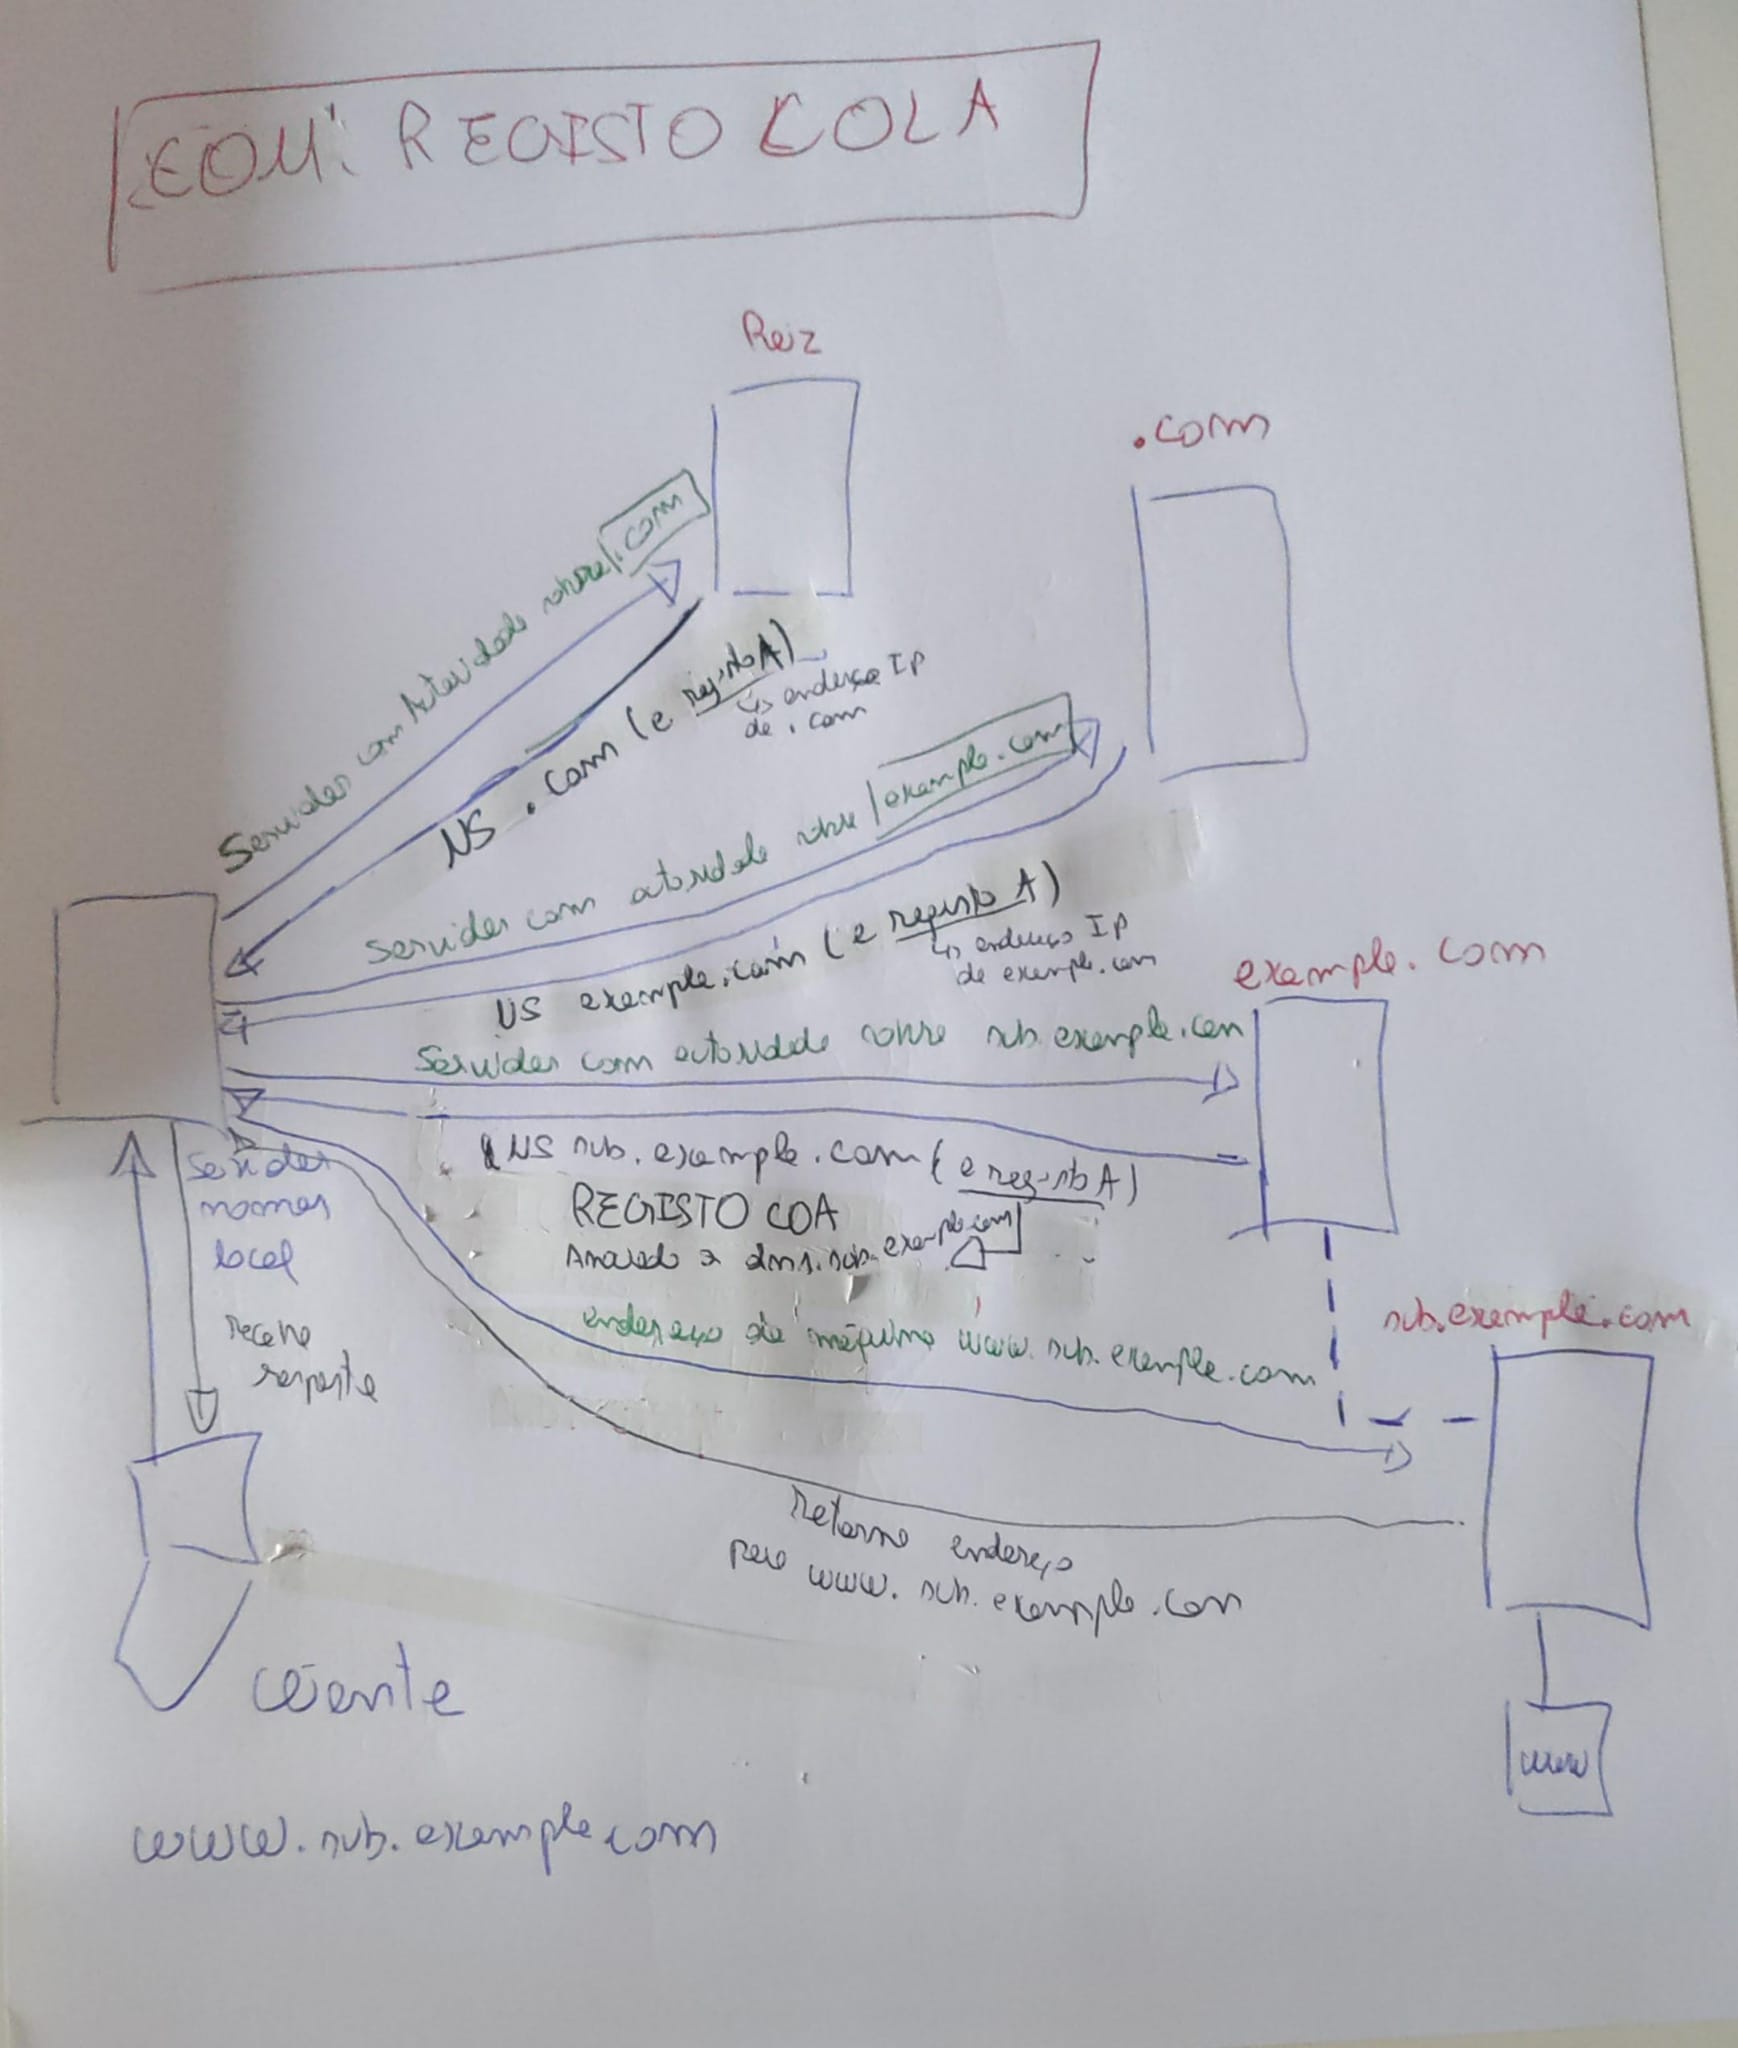 COM: REGISTO COLA
Raiz
.com
Servidor com Autoridade sobre .com
NS .com (e registo A)
↳ endereço IP
de .com
Servidor com autoridade sobre example.com
NS example.com (e registo A)
↳ endereço IP
de example.com
example.com
Servidor com autoridade sobre sub.example.com
NS sub.example.com (e registo A)
REGISTO COA
a dns.sub.example.com
Servidor
nomes
local
recebe
resposta
endereço da máquina www.sub.example.com
sub.example.com
Retorno endereço
para www.sub.example.com
www
Cliente
www.sub.example.com